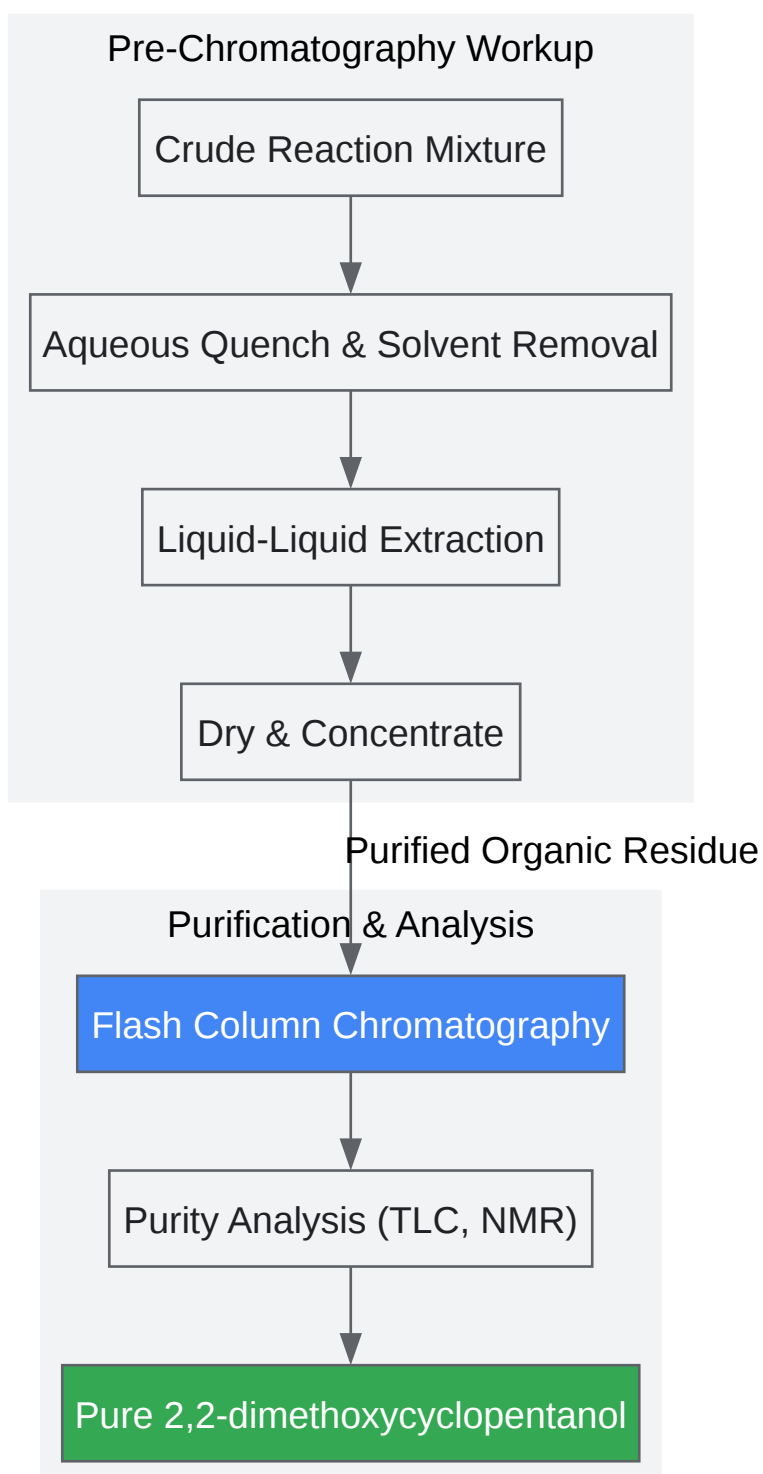 Pre-Chromatography Workup
Crude Reaction Mixture
Aqueous Quench & Solvent Removal
Liquid-Liquid Extraction
Dry & Concentrate
Purified Organic Residue
Purification & Analysis
Flash Column Chromatography
Purity Analysis (TLC, NMR)
Pure 2,2-dimethoxycyclopentanol